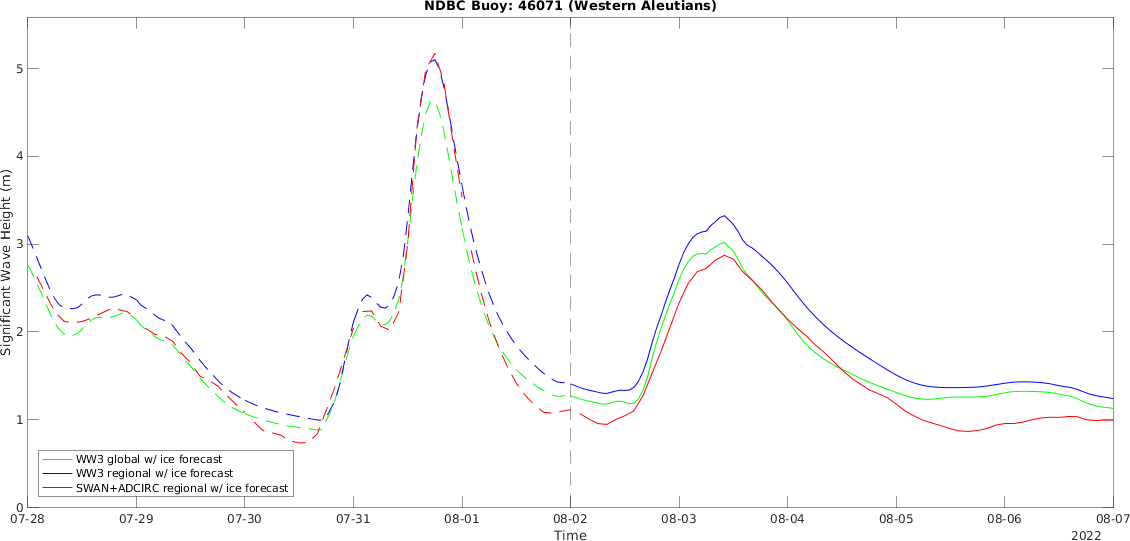 NDBC Buoy: 46071 (Western Aleutians)
Significant Wave Height (m)
5
4
3
2
1
0
WW3 global w/ ice forecast
WW3 regional w/ ice forecast
SWAN+ADCIRC regional w/ ice forecast
07-28 07-29 07-30 07-31 08-01 08-02 08-03 08-04 08-05 08-06 08-07
Time
2022